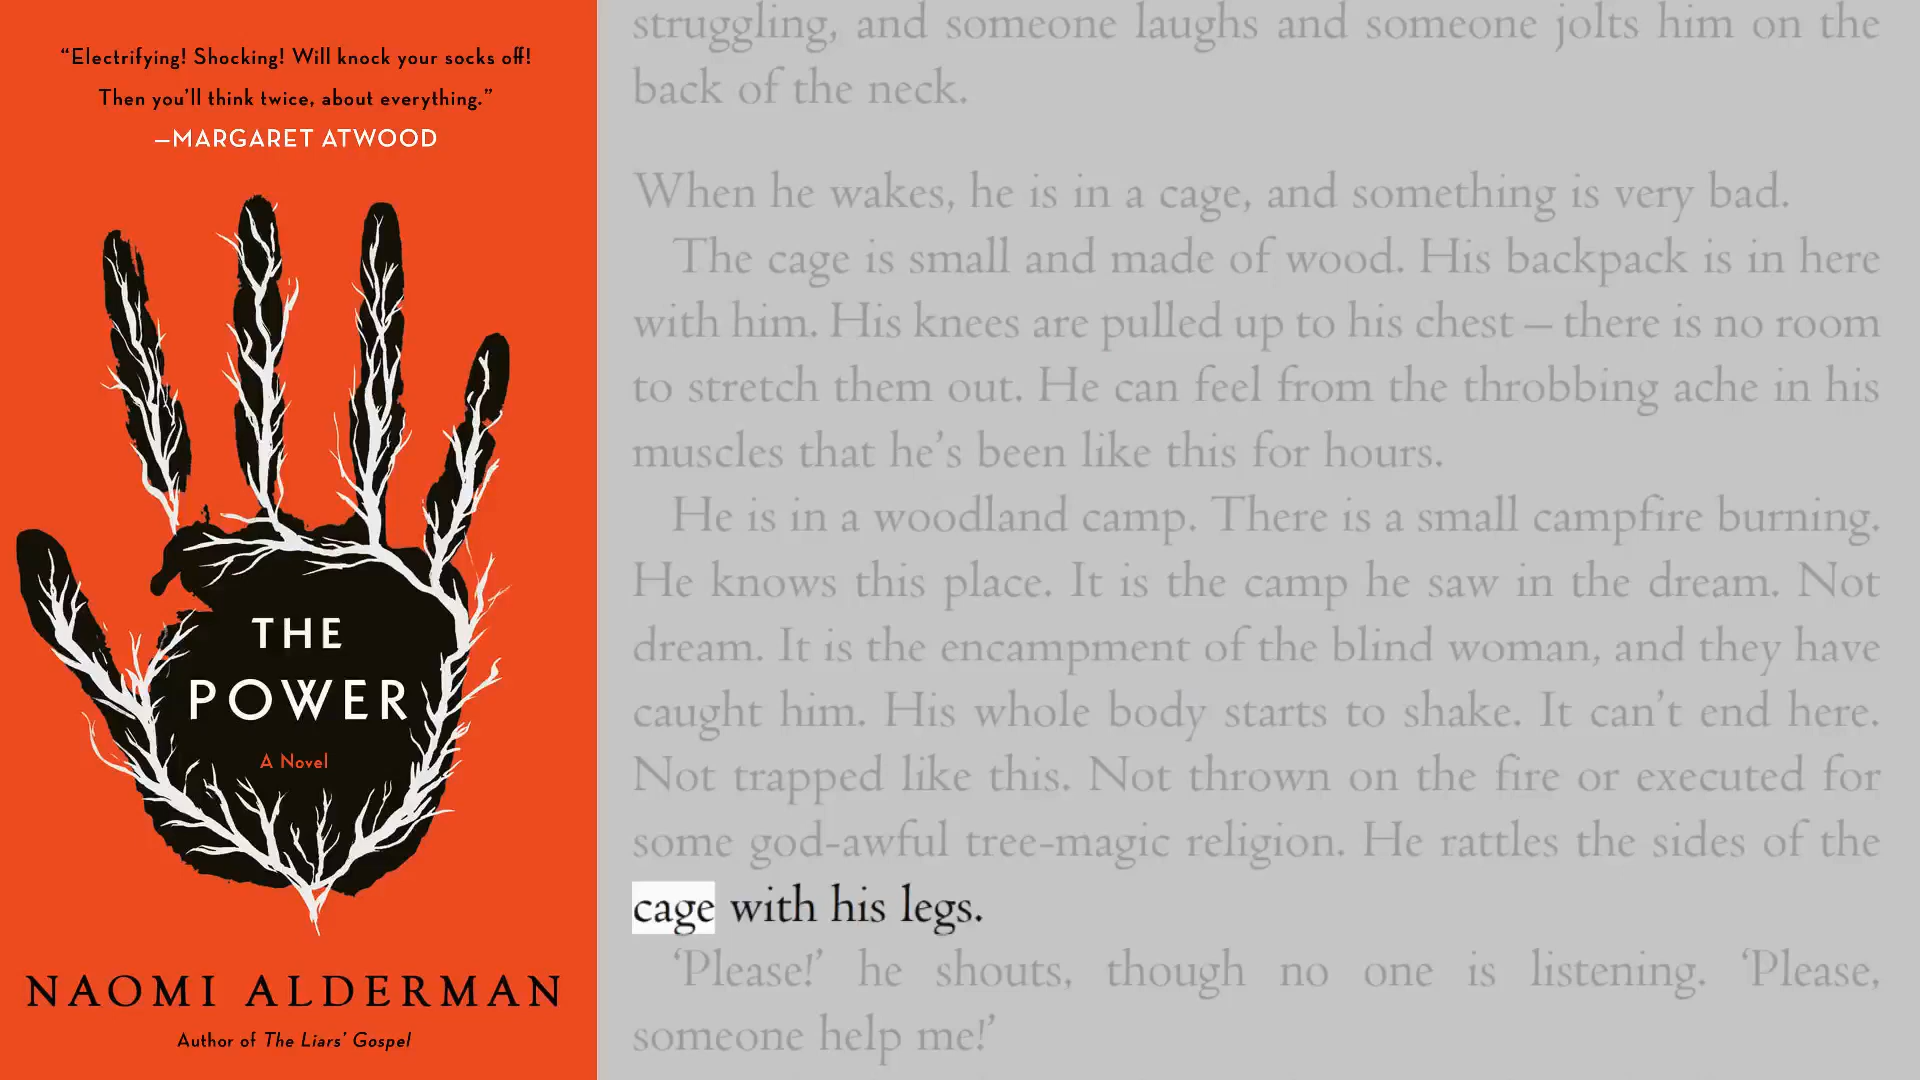 “Electrifying! Shocking! Will knock your socks off!
Then you’ll think twice, about everything.”
—MARGARET ATWOOD
THE
POWER
A Novel
NAOMI ALDERMAN
Author of The Liars’ Gospel
struggling, and someone laughs and someone jolts him on the
back of the neck.
When he wakes, he is in a cage, and something is very bad.
The cage is small and made of wood. His backpack is in here
with him. His knees are pulled up to his chest – there is no room
to stretch them out. He can feel from the throbbing ache in his
muscles that he’s been like this for hours.
He is in a woodland camp. There is a small campfire burning.
He knows this place. It is the camp he saw in the dream. Not
dream. It is the encampment of the blind woman, and they have
caught him. His whole body starts to shake. It can’t end here.
Not trapped like this. Not thrown on the fire or executed for
some god-awful tree-magic religion. He rattles the sides of the
cage with his legs.
‘Please!’ he shouts, though no one is listening. ‘Please,
someone help me!’